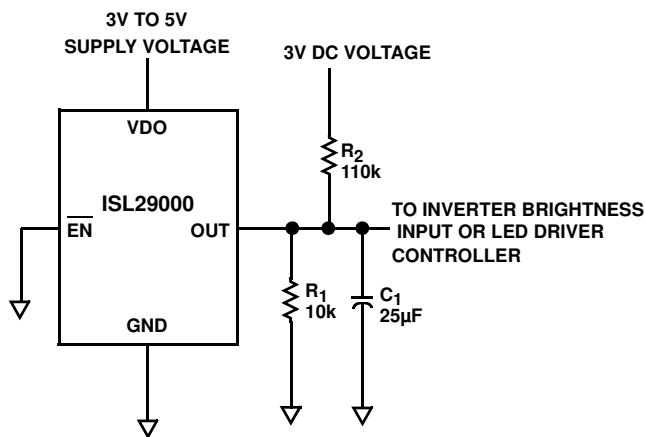 3V TO 5V
SUPPLY VOLTAGE
3V DC VOLTAGE
VDO
R2
110k
ISL29000
EN
OUT
TO INVERTER BRIGHTNESS
INPUT OR LED DRIVER
CONTROLLER
R1
10k
C1
25µF
GND